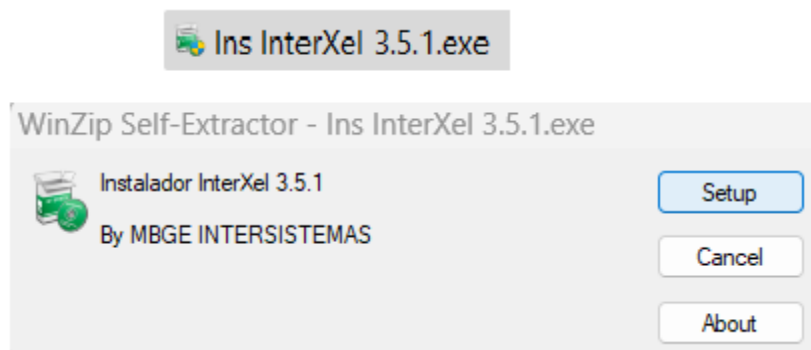 Ins InterXel 3.5.1.exe
WinZip Self-Extractor - Ins InterXel 3.5.1.exe
Instalador InterXel 3.5.1
By MBGE INTERSISTEMAS
Setup
Cancel
About